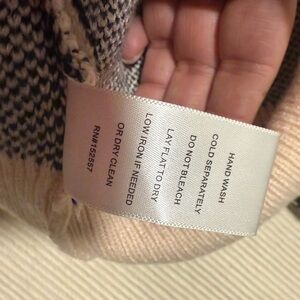 HAND WASH
COLD SEPARATELY
DO NOT BLEACH
LAY FLAT TO DRY
LOW IRON IF NEEDED
OR DRY CLEAN
RN#152557